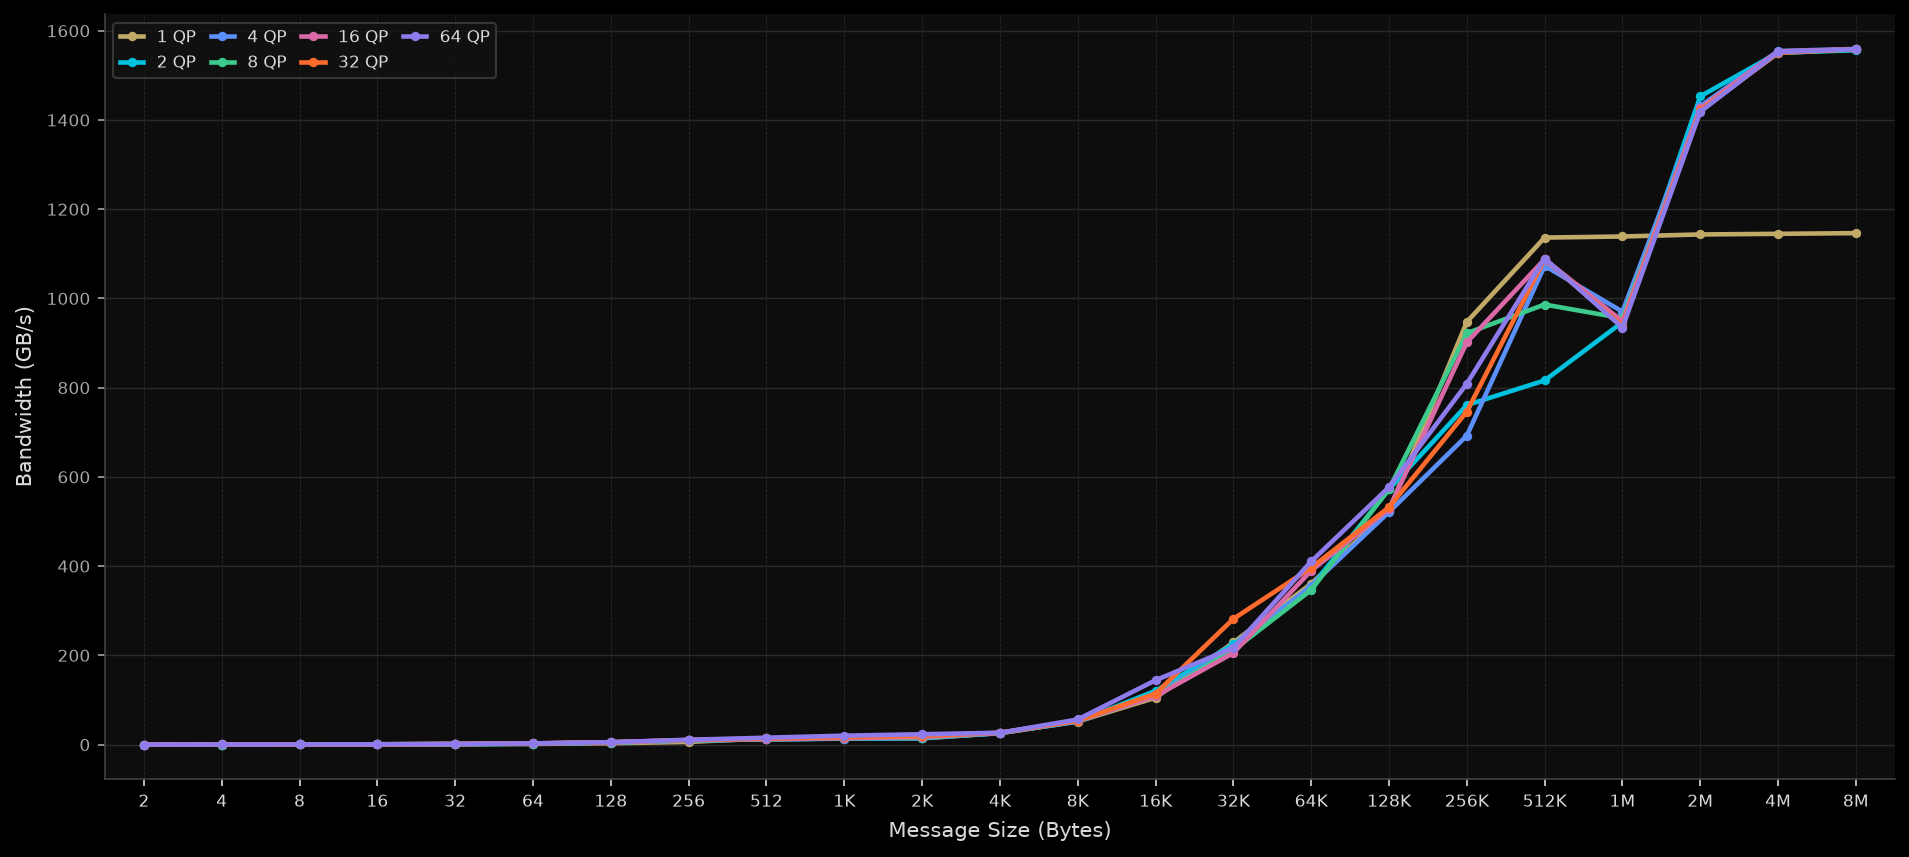 1 QP 4 QP 16 QP 64 QP
2 QP 8 QP 32 QP
1600
1400
1200
1000
800
600
400
200
0
Bandwidth (GB/s)
2 4 8 16 32 64 128 256 512 1K 2K 4K 8K 16K 32K 64K 128K 256K 512K 1M 2M 4M 8M
Message Size (Bytes)